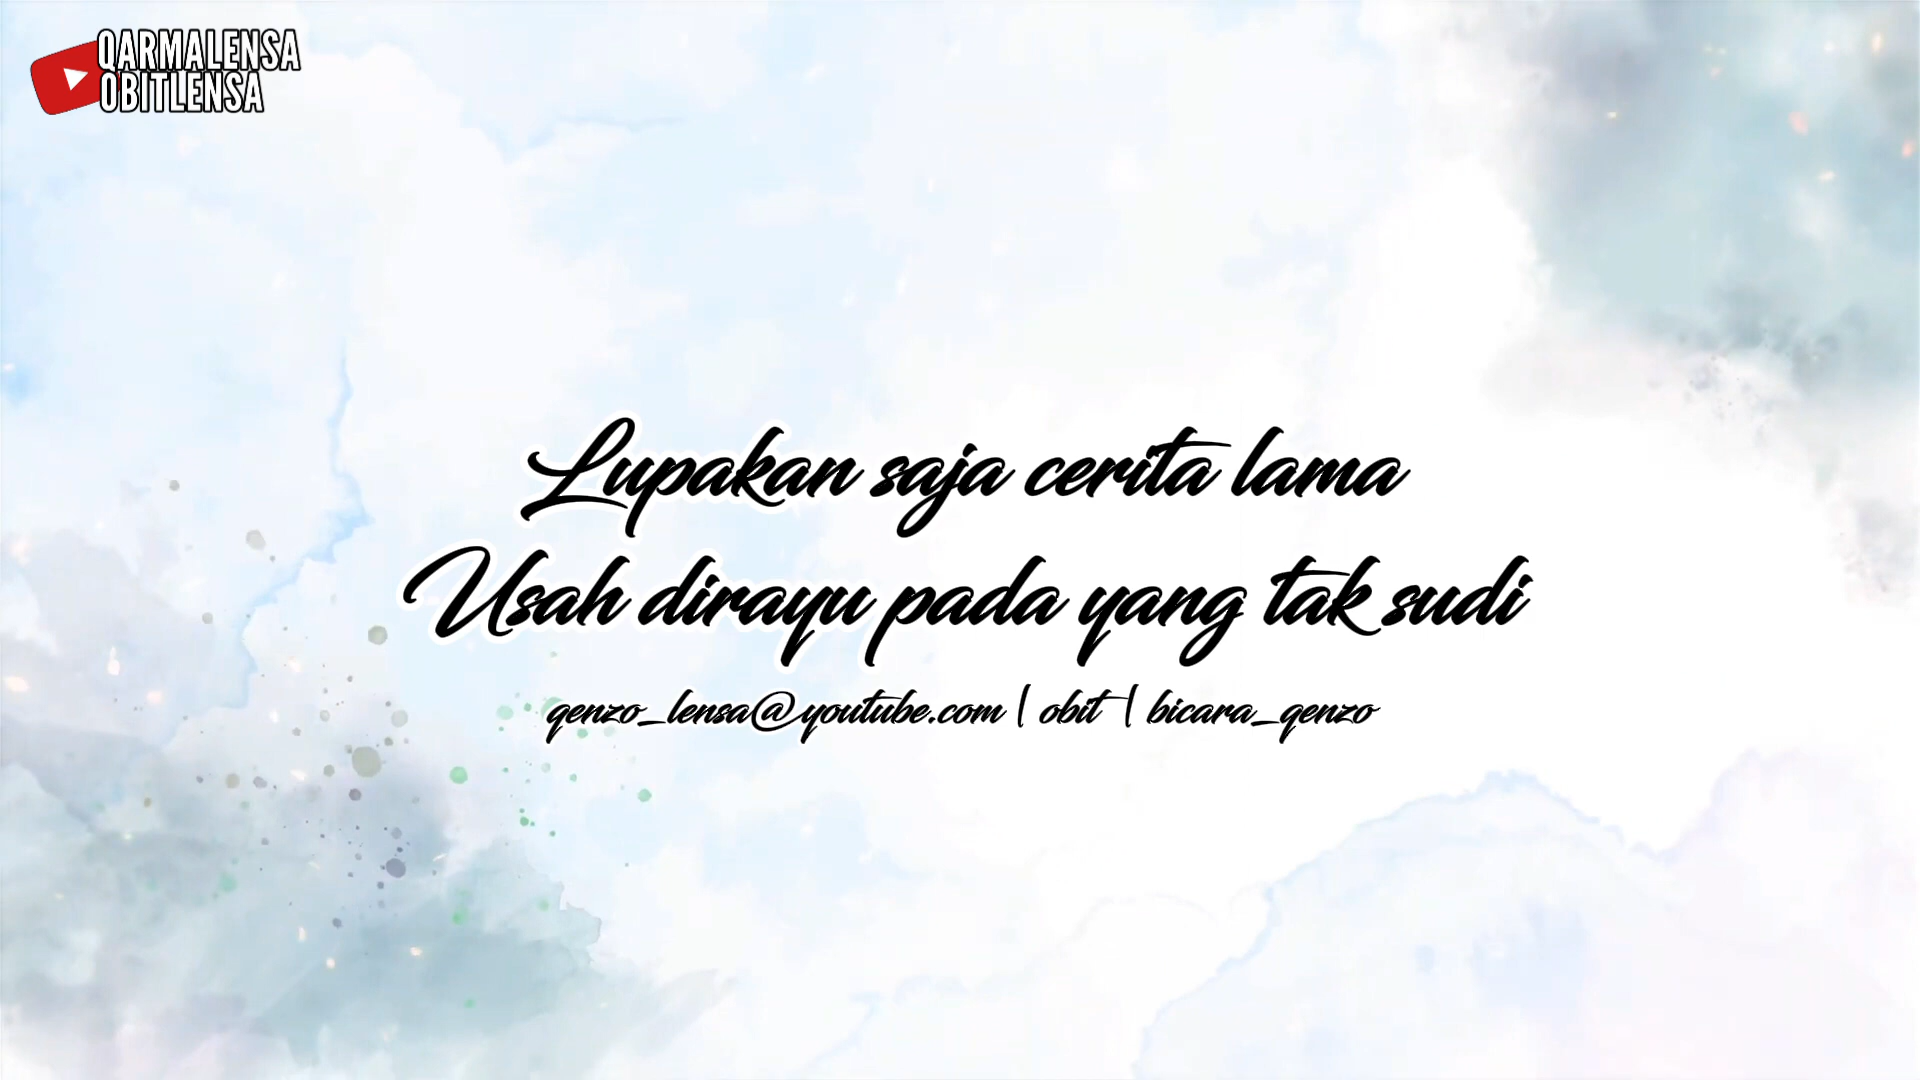 QARMALENSA
OBITLENSA
Lupakan saja cerita lama
Usah dirayu pada yang tak sudi
qenzo_lensa@youtube.com | obit | bicara_qenzo